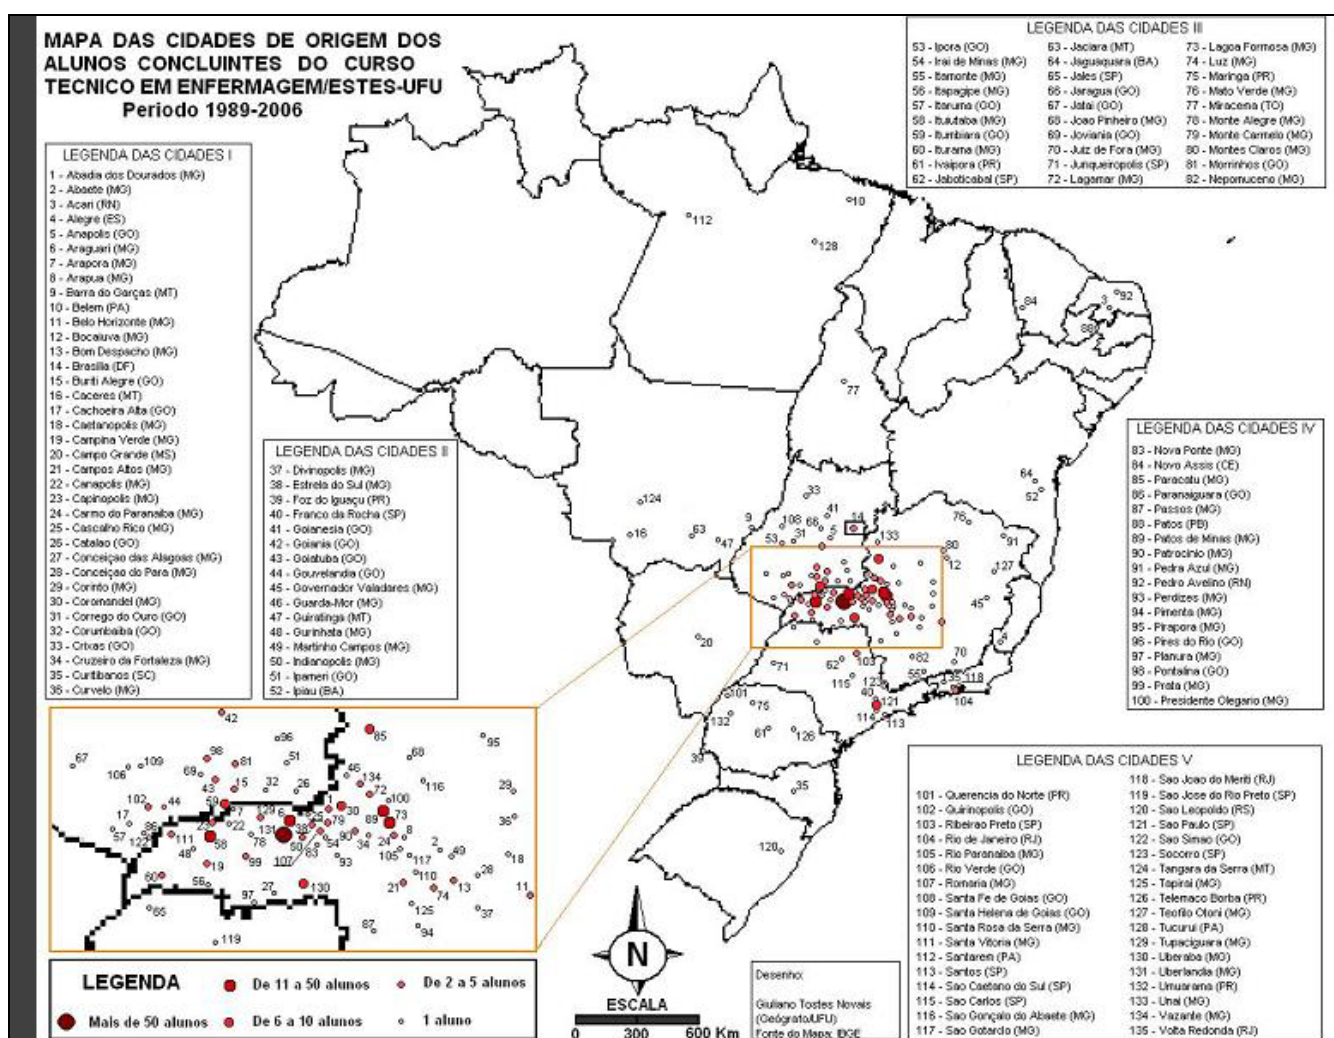 MAPA DAS CIDADES DE ORIGEM DOS
ALUNOS CONCLUINTES DO CURSO
TECNICO EM ENFERMAGEM/ESTES-UFU
Periodo 1989-2006
LEGENDA DAS CIDADES I
1 - Abadia dos Dourados (MG)
2 - Abaete (MG)
3 - Acari (RN)
4 - Alegre (ES)
5 - Anapolis (GO)
6 - Araguari (MG)
7 - Arapora (MG)
8 - Arapua (MG)
9 - Barra do Garças (MT)
10 - Belem (PA)
11 - Belo Horizonte (MG)
12 - Bocaiuva (MG)
13 - Bom Despacho (MG)
14 - Brasilia (DF)
15 - Buriti Alegre (GO)
16 - Caceres (MT)
17 - Cachoeira Alta (GO)
18 - Caetanopolis (MG)
19 - Campina Verde (MG)
20 - Campo Grande (MS)
21 - Campos Altos (MG)
22 - Canapolis (MG)
23 - Capinopolis (MG)
24 - Carmo do Paranaiba (MG)
25 - Cascalho Rico (MG)
26 - Catalao (GO)
27 - Conceiçao das Alagoas (MG)
28 - Conceiçao do Para (MG)
29 - Corinto (MG)
30 - Coromandel (MG)
31 - Corrego do Ouro (GO)
32 - Corumbaiba (GO)
33 - Crixas (GO)
34 - Cruzeiro da Fortaleza (MG)
35 - Curitibanos (SC)
36 - Curvelo (MG)
LEGENDA DAS CIDADES II
37 - Divinopolis (MG)
38 - Estrela do Sul (MG)
39 - Foz do Iguaçu (PR)
40 - Franco da Rocha (SP)
41 - Goianesia (GO)
42 - Goiania (GO)
43 - Goiatuba (GO)
44 - Gouvelandia (GO)
45 - Governador Valadares (MG)
46 - Guarda-Mor (MG)
47 - Guiratinga (MT)
48 - Gurinhata (MG)
49 - Martinho Campos (MG)
50 - Indianopolis (MG)
51 - Ipameri (GO)
52 - Ipiau (BA)
LEGENDA DAS CIDADES III
53 - Ipora (GO)
54 - Irai de Minas (MG)
55 - Itamonte (MG)
56 - Itapagipe (MG)
57 - Itaruma (GO)
58 - Ituiutaba (MG)
59 - Itumbiara (GO)
60 - Iturama (MG)
61 - Ivaipora (PR)
62 - Jaboticabal (SP)
63 - Jaciara (MT)
64 - Jaguaquara (BA)
65 - Jales (SP)
66 - Jaragua (GO)
67 - Jatai (GO)
68 - Joao Pinheiro (MG)
69 - Joviania (GO)
70 - Juiz de Fora (MG)
71 - Junqueiropolis (SP)
72 - Lagamar (MG)
73 - Lagoa Formosa (MG)
74 - Luz (MG)
75 - Maringa (PR)
76 - Mato Verde (MG)
77 - Miracema (TO)
78 - Monte Alegre (MG)
79 - Monte Carmelo (MG)
80 - Montes Claros (MG)
81 - Morrinhos (GO)
82 - Nepomuceno (MG)
LEGENDA DAS CIDADES IV
83 - Nova Ponte (MG)
84 - Novo Assis (CE)
85 - Paracatu (MG)
86 - Paranaiguara (GO)
87 - Passos (MG)
88 - Patos (PB)
89 - Patos de Minas (MG)
90 - Patrocinio (MG)
91 - Pedra Azul (MG)
92 - Pedro Avelino (RN)
93 - Perdizes (MG)
94 - Pimenta (MG)
95 - Pirapora (MG)
96 - Pires do Rio (GO)
97 - Planura (MG)
98 - Pontalina (GO)
99 - Prata (MG)
100 - Presidente Olegario (MG)
LEGENDA DAS CIDADES V
101 - Querencia do Norte (PR)
102 - Quirinopolis (GO)
103 - Ribeirao Preto (SP)
104 - Rio de Janeiro (RJ)
105 - Rio Paranaiba (MG)
106 - Rio Verde (GO)
107 - Romaria (MG)
108 - Santa Fe de Goias (GO)
109 - Santa Helena de Goias (GO)
110 - Santa Rosa da Serra (MG)
111 - Santa Vitoria (MG)
112 - Santarem (PA)
113 - Santos (SP)
114 - Sao Caetano do Sul (SP)
115 - Sao Carlos (SP)
116 - Sao Gonçalo do Abaete (MG)
117 - Sao Gotardo (MG)
118 - Sao Joao do Meriti (RJ)
119 - Sao Jose do Rio Preto (SP)
120 - Sao Leopoldo (RS)
121 - Sao Paulo (SP)
122 - Sao Simao (GO)
123 - Socorro (SP)
124 - Tangara da Serra (MT)
125 - Tapirai (MG)
126 - Telemaco Borba (PR)
127 - Teofilo Otoni (MG)
128 - Tucurui (PA)
129 - Tupaciguara (MG)
130 - Uberaba (MG)
131 - Uberlandia (MG)
132 - Umuarama (PR)
133 - Unai (MG)
134 - Vazante (MG)
135 - Volta Redonda (RJ)
LEGENDA
Mais de 50 alunos
De 11 a 50 alunos
De 6 a 10 alunos
De 2 a 5 alunos
1 aluno
N
ESCALA
0 300 600 Km
Desenho:
Giuliano Tostes Novais
(Geógrafo/UFU)
Fonte do Mapa: IBGE